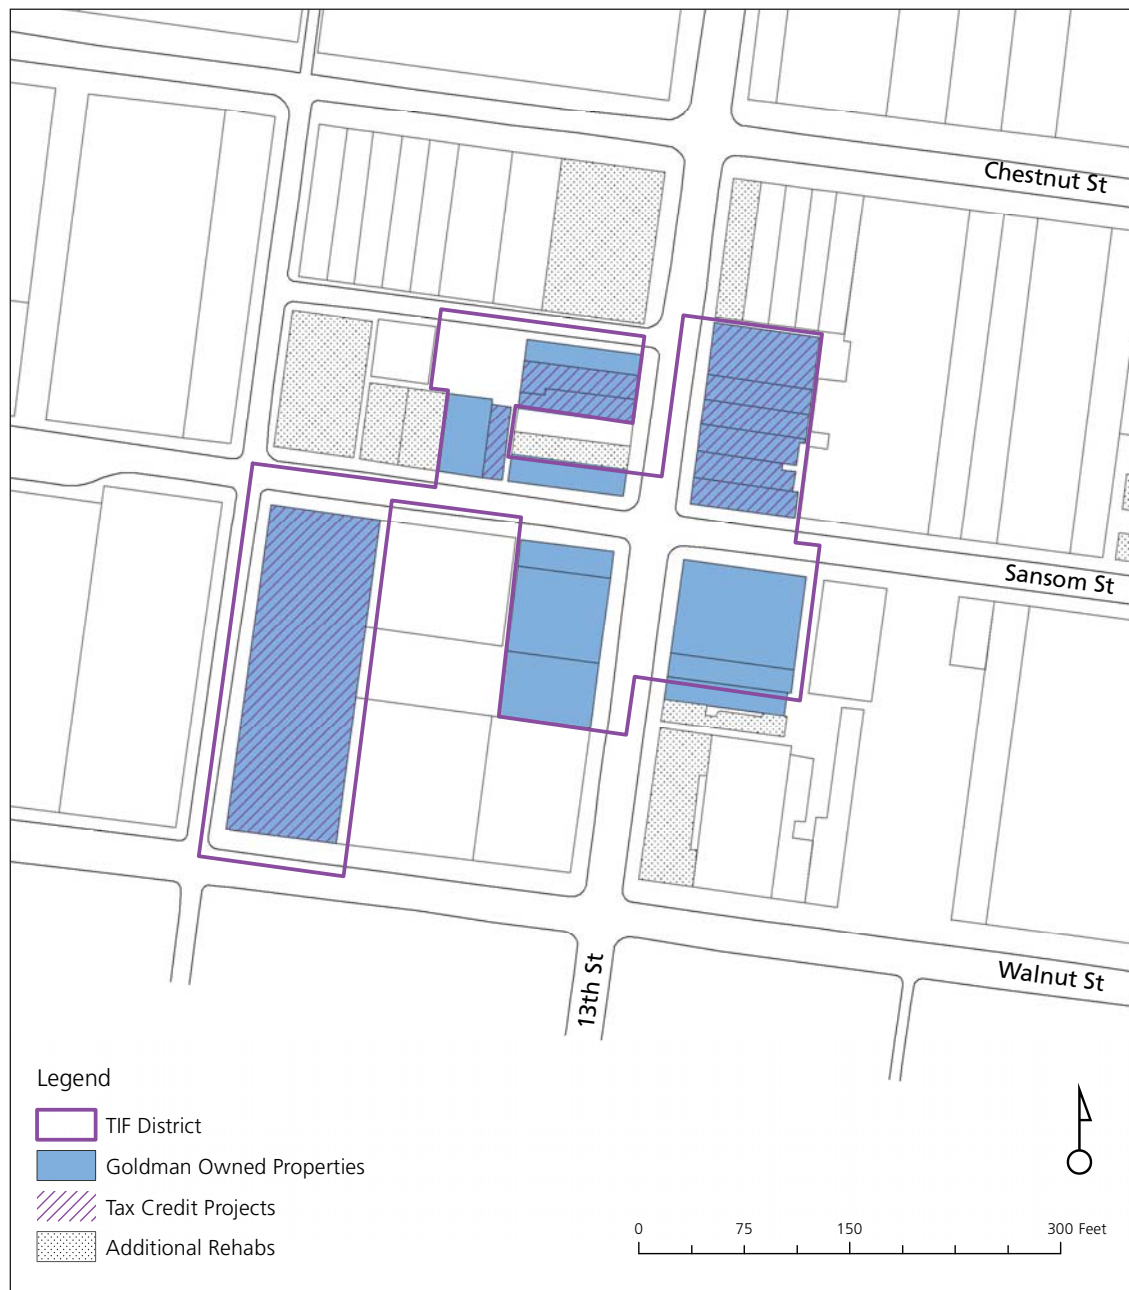 Chestnut St
Sansom St
Walnut St
13th St
Legend
TIF District
Goldman Owned Properties
Tax Credit Projects
Additional Rehabs
0 75 150 300 Feet